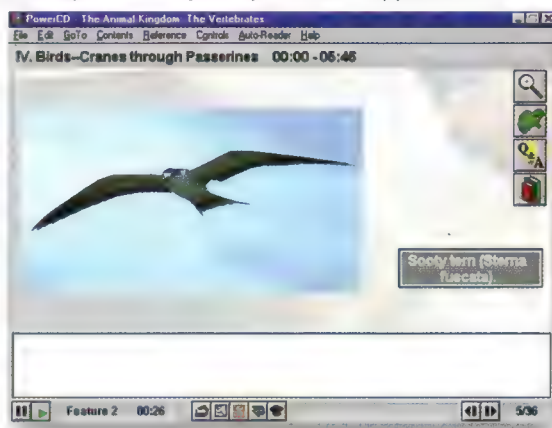 PowerCD - The Animal Kingdom - The Vertebrates
File Edit GoTo Contents Reference Controls Auto-Reader Help
IV. Birds--Cranes through Passerines 00:00 - 05:46
Q&A
Sooty tern (Sterna
fuscata).
Feature 2 00:26
5/36